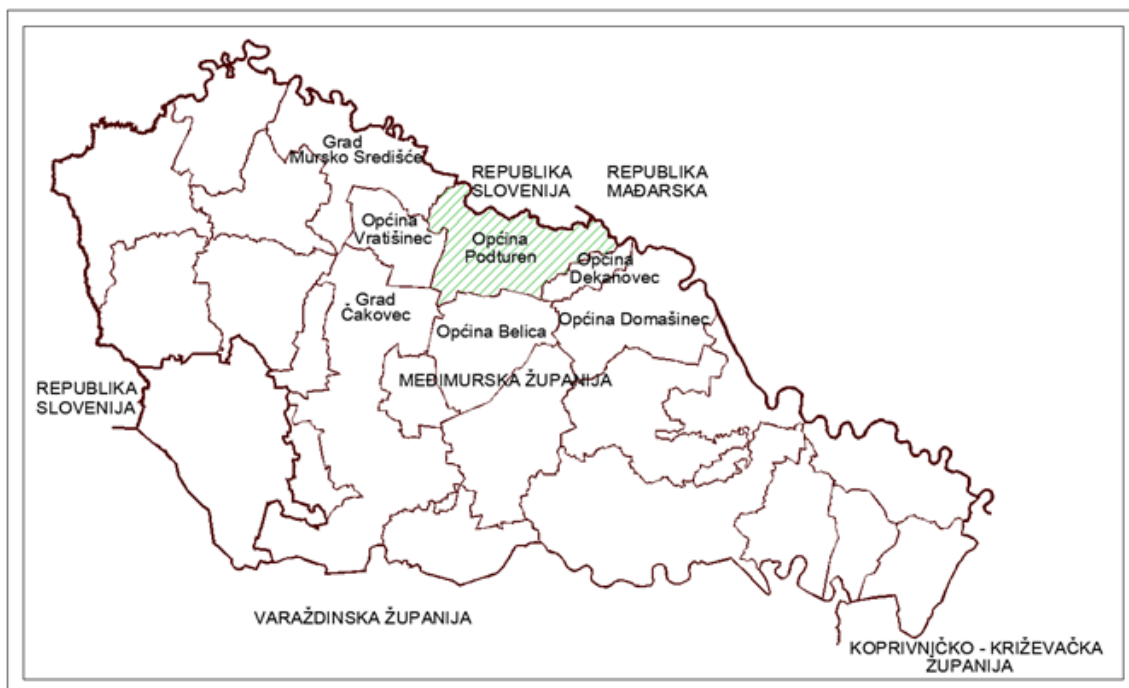 Grad
Mursko Središće
REPUBLIKA
SLOVENIJA
REPUBLIKA
MAĐARSKA
Općina
Vratišinec
Općina
Podturen
Općina
Dekanovec
Grad
Čakovec
Općina Belica
Općina Domašinec
MEĐIMURSKA ŽUPANIJA
REPUBLIKA
SLOVENIJA
VARAŽDINSKA ŽUPANIJA
KOPRIVNIČKO - KRIŽEVAČKA
ŽUPANIJA